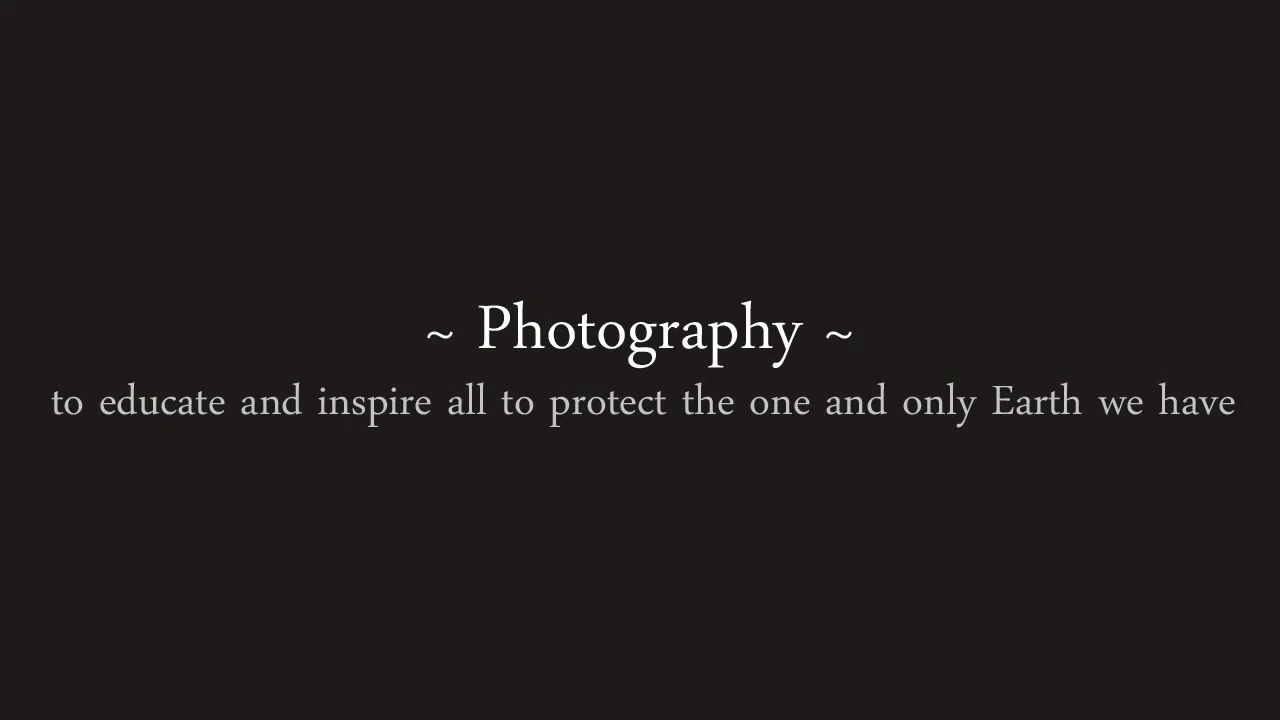 ~ Photography ~
to educate and inspire all to protect the one and only Earth we have